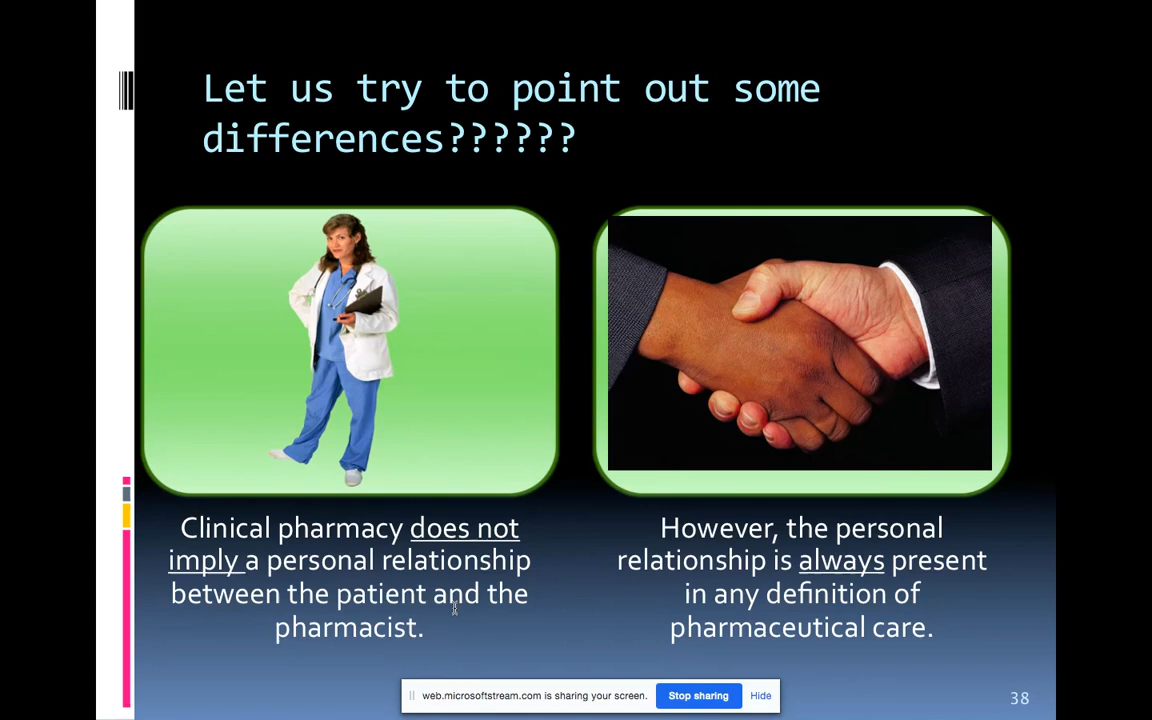 Let us try to point out some
differences??????
Clinical pharmacy does not
imply a personal relationship
between the patient and the
pharmacist.
However, the personal
relationship is always present
in any definition of
pharmaceutical care.
web.microsoftstream.com is sharing your screen. Stop sharing Hide
38